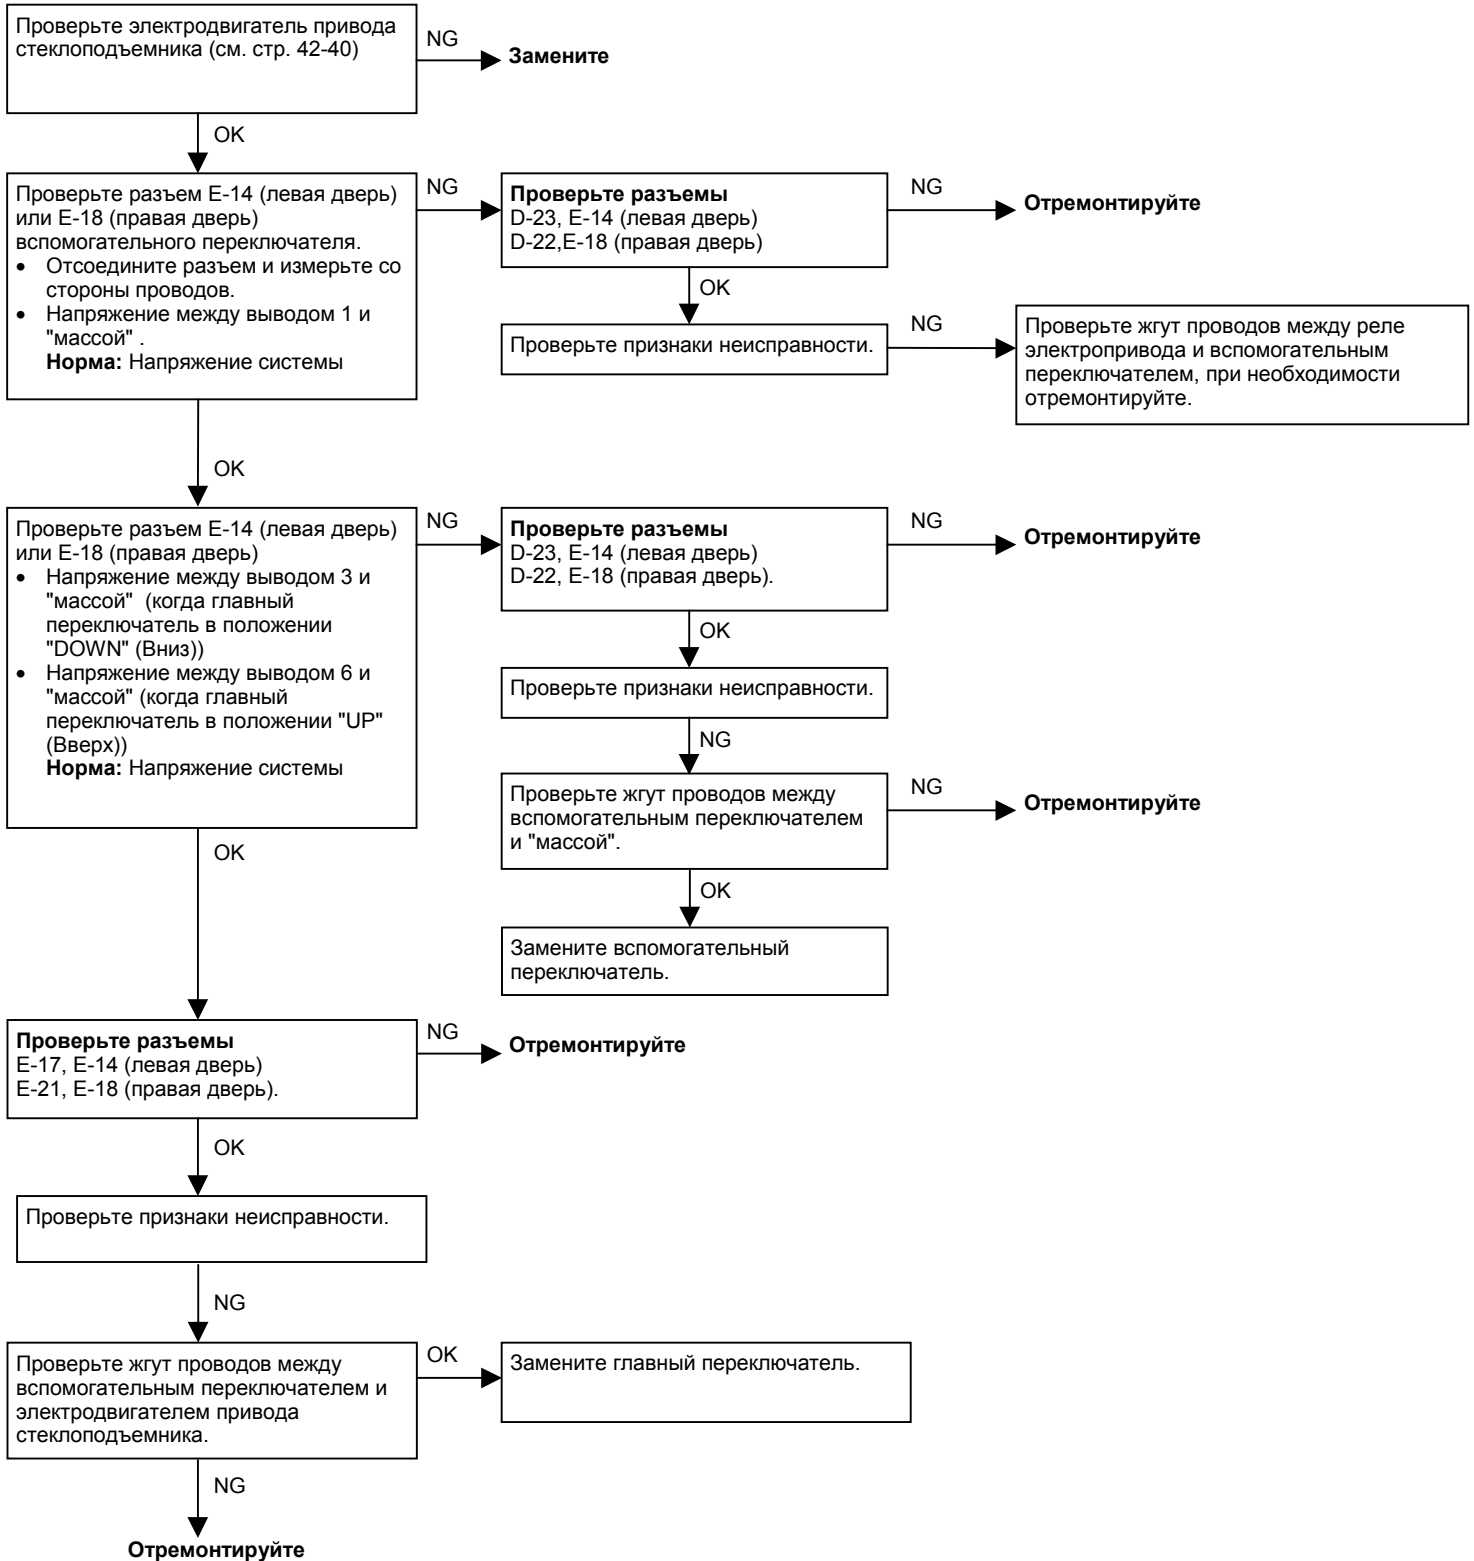 Проверьте электродвигатель привода
стеклоподъемника (см. стр. 42-40)
NG
Замените
OK
Проверьте разъем E-14 (левая дверь)
или E-18 (правая дверь)
вспомогательного переключателя.
• Отсоедините разъем и измерьте со
стороны проводов.
• Напряжение между выводом 1 и
"массой" .
Норма: Напряжение системы
NG
Проверьте разъемы
D-23, E-14 (левая дверь)
D-22,E-18 (правая дверь)
NG
Отремонтируйте
OK
Проверьте признаки неисправности.
NG
Проверьте жгут проводов между реле
электропривода и вспомогательным
переключателем, при необходимости
отремонтируйте.
OK
Проверьте разъем E-14 (левая дверь)
или E-18 (правая дверь)
• Напряжение между выводом 3 и
"массой"  (когда главный
переключатель в положении
"DOWN" (Вниз))
• Напряжение между выводом 6 и
"массой" (когда главный
переключатель в положении "UP"
(Вверх))
Норма: Напряжение системы
NG
Проверьте разъемы
D-23, E-14 (левая дверь)
D-22, E-18 (правая дверь).
NG
Отремонтируйте
OK
Проверьте признаки неисправности.
NG
Проверьте жгут проводов между
вспомогательным переключателем
и "массой".
NG
Отремонтируйте
OK
Замените вспомогательный
переключатель.
OK
Проверьте разъемы
E-17, E-14 (левая дверь)
E-21, E-18 (правая дверь).
NG
Отремонтируйте
OK
Проверьте признаки неисправности.
NG
Проверьте жгут проводов между
вспомогательным переключателем и
электродвигателем привода
стеклоподъемника.
OK
Замените главный переключатель.
NG
Отремонтируйте